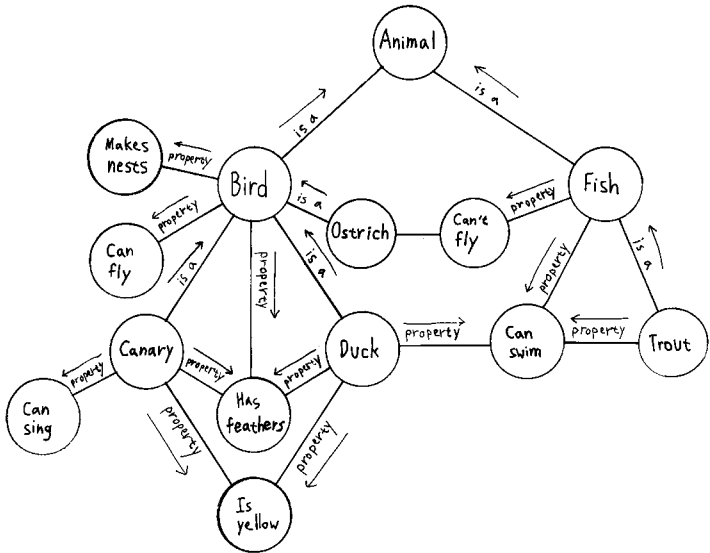 Animal
is a
is a
Makes
nests
property
Bird
is a
Ostrich
Can't
fly
property
Fish
property
Can
fly
is a
property
is a
property
is a
Canary
property
Duck
property
Can
swim
property
Trout
property
Can
sing
property
Has
feathers
property
property
Is
yellow